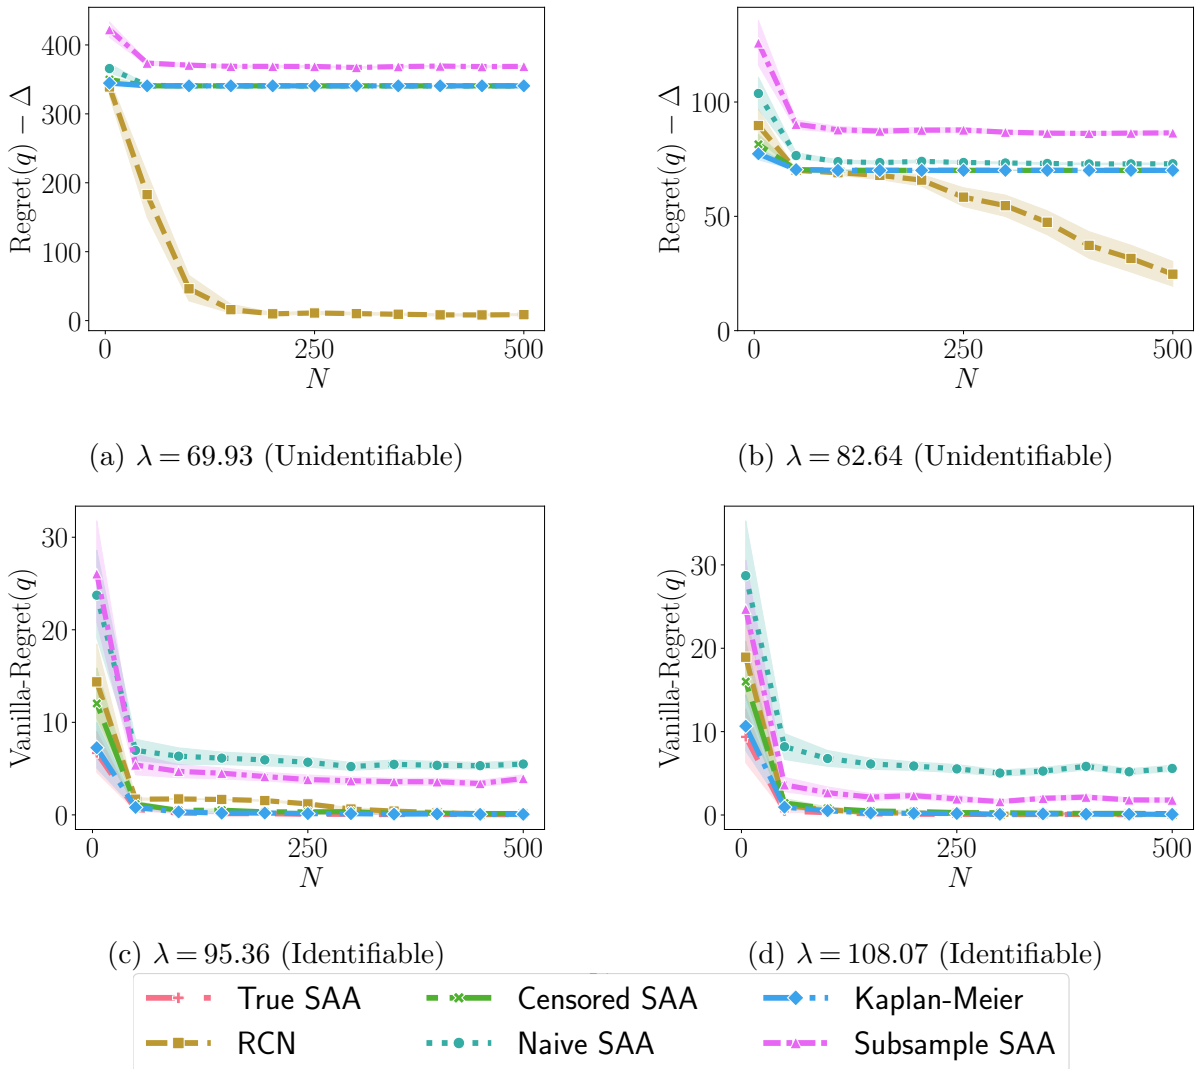 400
300
200
100
0
Regret(q) − Δ
0 250 500
N
(a) λ = 69.93 (Unidentifiable)
100
50
0
Regret(q) − Δ
0 250 500
N
(b) λ = 82.64 (Unidentifiable)
30
20
10
0
Vanilla-Regret(q)
0 250 500
N
(c) λ = 95.36 (Identifiable)
30
20
10
0
Vanilla-Regret(q)
0 250 500
N
(d) λ = 108.07 (Identifiable)
True SAA Censored SAA Kaplan-Meier
RCN Naive SAA Subsample SAA